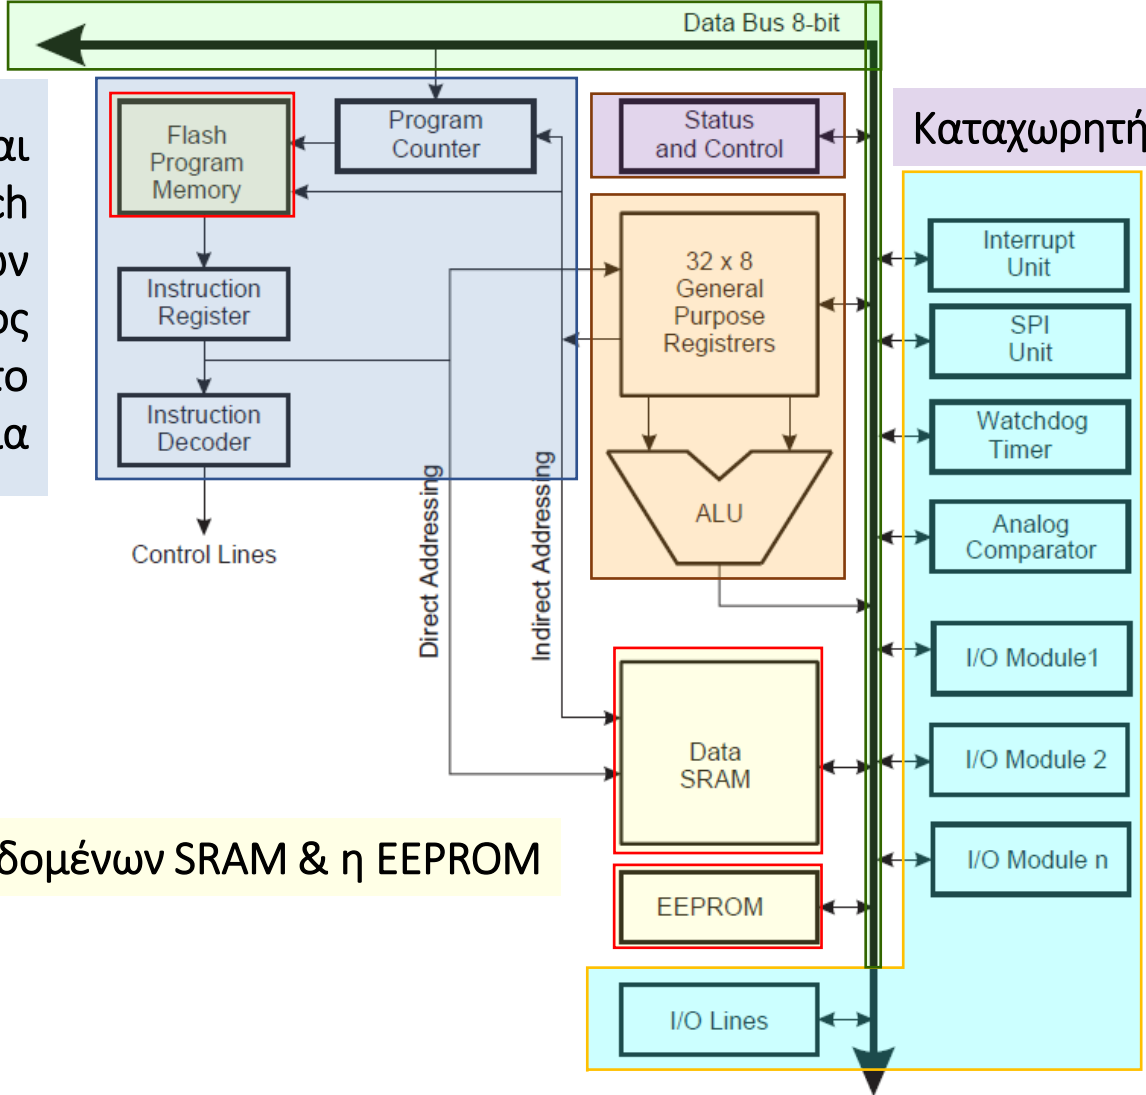 Data Bus 8-bit
αι
ch
ων
ος
το
ια
Flash
Program
Memory
Program
Counter
Instruction
Register
Instruction
Decoder
Control Lines
Direct Addressing
Indirect Addressing
Status
and Control
32 x 8
General
Purpose
Registrers
ALU
Data
SRAM
EEPROM
I/O Lines
Καταχωρητή
Interrupt
Unit
SPI
Unit
Watchdog
Timer
Analog
Comparator
I/O Module1
I/O Module 2
I/O Module n
δομένων SRAM & η EEPROM